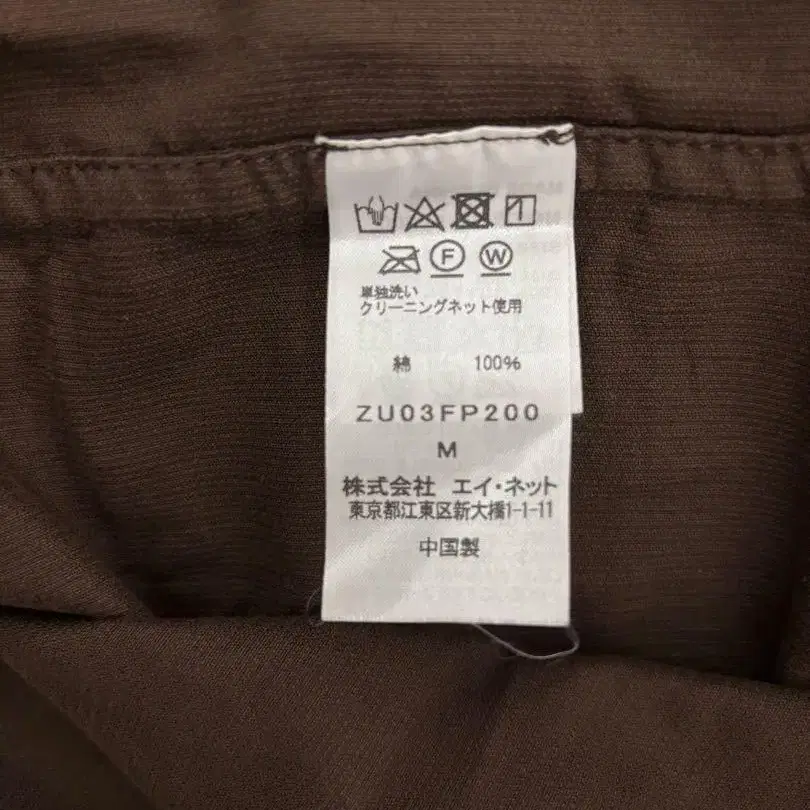 F W
単独洗い
クリーニングネット使用
綿 100%
ZU03FP200
M
株式会社 エイ・ネット
東京都江東区新大橋1-1-11
中国製